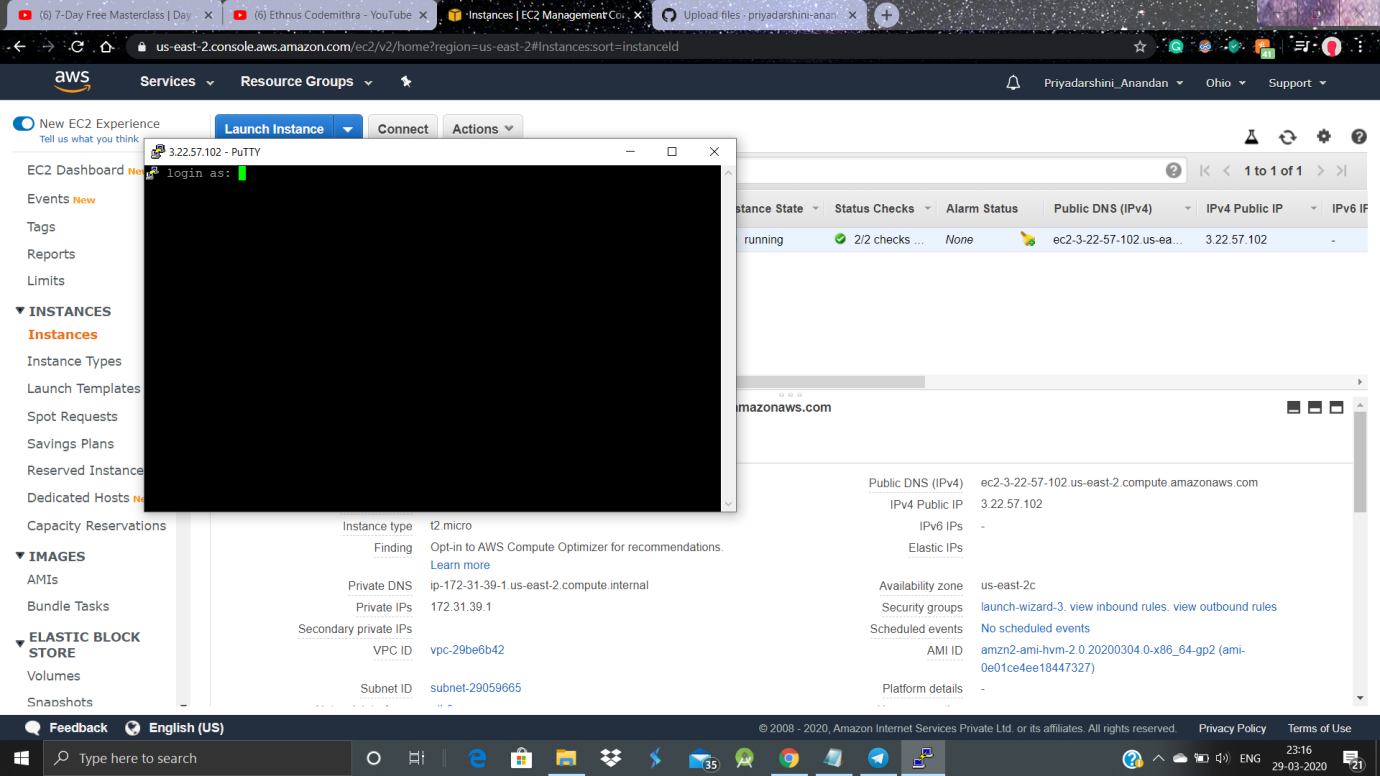 (6) 7-Day Free Masterclass | Day
(6) Ethnus Codemithra - YouTube
Instances | EC2 Management Co
Upload files · priyadarshini-anan
us-east-2.console.aws.amazon.com/ec2/v2/home?region=us-east-2#Instances:sort=instanceId
41
aws
Services
Resource Groups
Priyadarshini_Anandan
Ohio
Support
New EC2 Experience
Tell us what you think
Launch Instance
Connect
Actions
3.22.57.102 - PuTTY
login as:
1 to 1 of 1
EC2 Dashboard
Events New
Tags
Reports
Limits
INSTANCES
Instances
Instance Types
Launch Templates
Spot Requests
Savings Plans
Reserved Instance
Dedicated Hosts
Capacity Reservations
IMAGES
AMIs
Bundle Tasks
ELASTIC BLOCK
STORE
Volumes
Snapshots
stance State Status Checks Alarm Status Public DNS (IPv4) IPv4 Public IP IPv6 IP
running 2/2 checks ... None ec2-3-22-57-102.us-ea... 3.22.57.102 -
mazonaws.com
Public DNS (IPv4) ec2-3-22-57-102.us-east-2.compute.amazonaws.com
IPv4 Public IP 3.22.57.102
Instance type t2.micro IPv6 IPs -
Finding Opt-in to AWS Compute Optimizer for recommendations. Elastic IPs
Learn more
Private DNS ip-172-31-39-1.us-east-2.compute.internal Availability zone us-east-2c
Private IPs 172.31.39.1 Security groups launch-wizard-3. view inbound rules. view outbound rules
Secondary private IPs Scheduled events No scheduled events
VPC ID vpc-29be6b42 AMI ID amzn2-ami-hvm-2.0.20200304.0-x86_64-gp2 (ami-
0e01ce4ee18447327)
Subnet ID subnet-29059665 Platform details -
Feedback
English (US)
© 2008 - 2020, Amazon Internet Services Private Ltd. or its affiliates. All rights reserved.
Privacy Policy
Terms of Use
Type here to search
35
ENG
23:16
29-03-2020
21